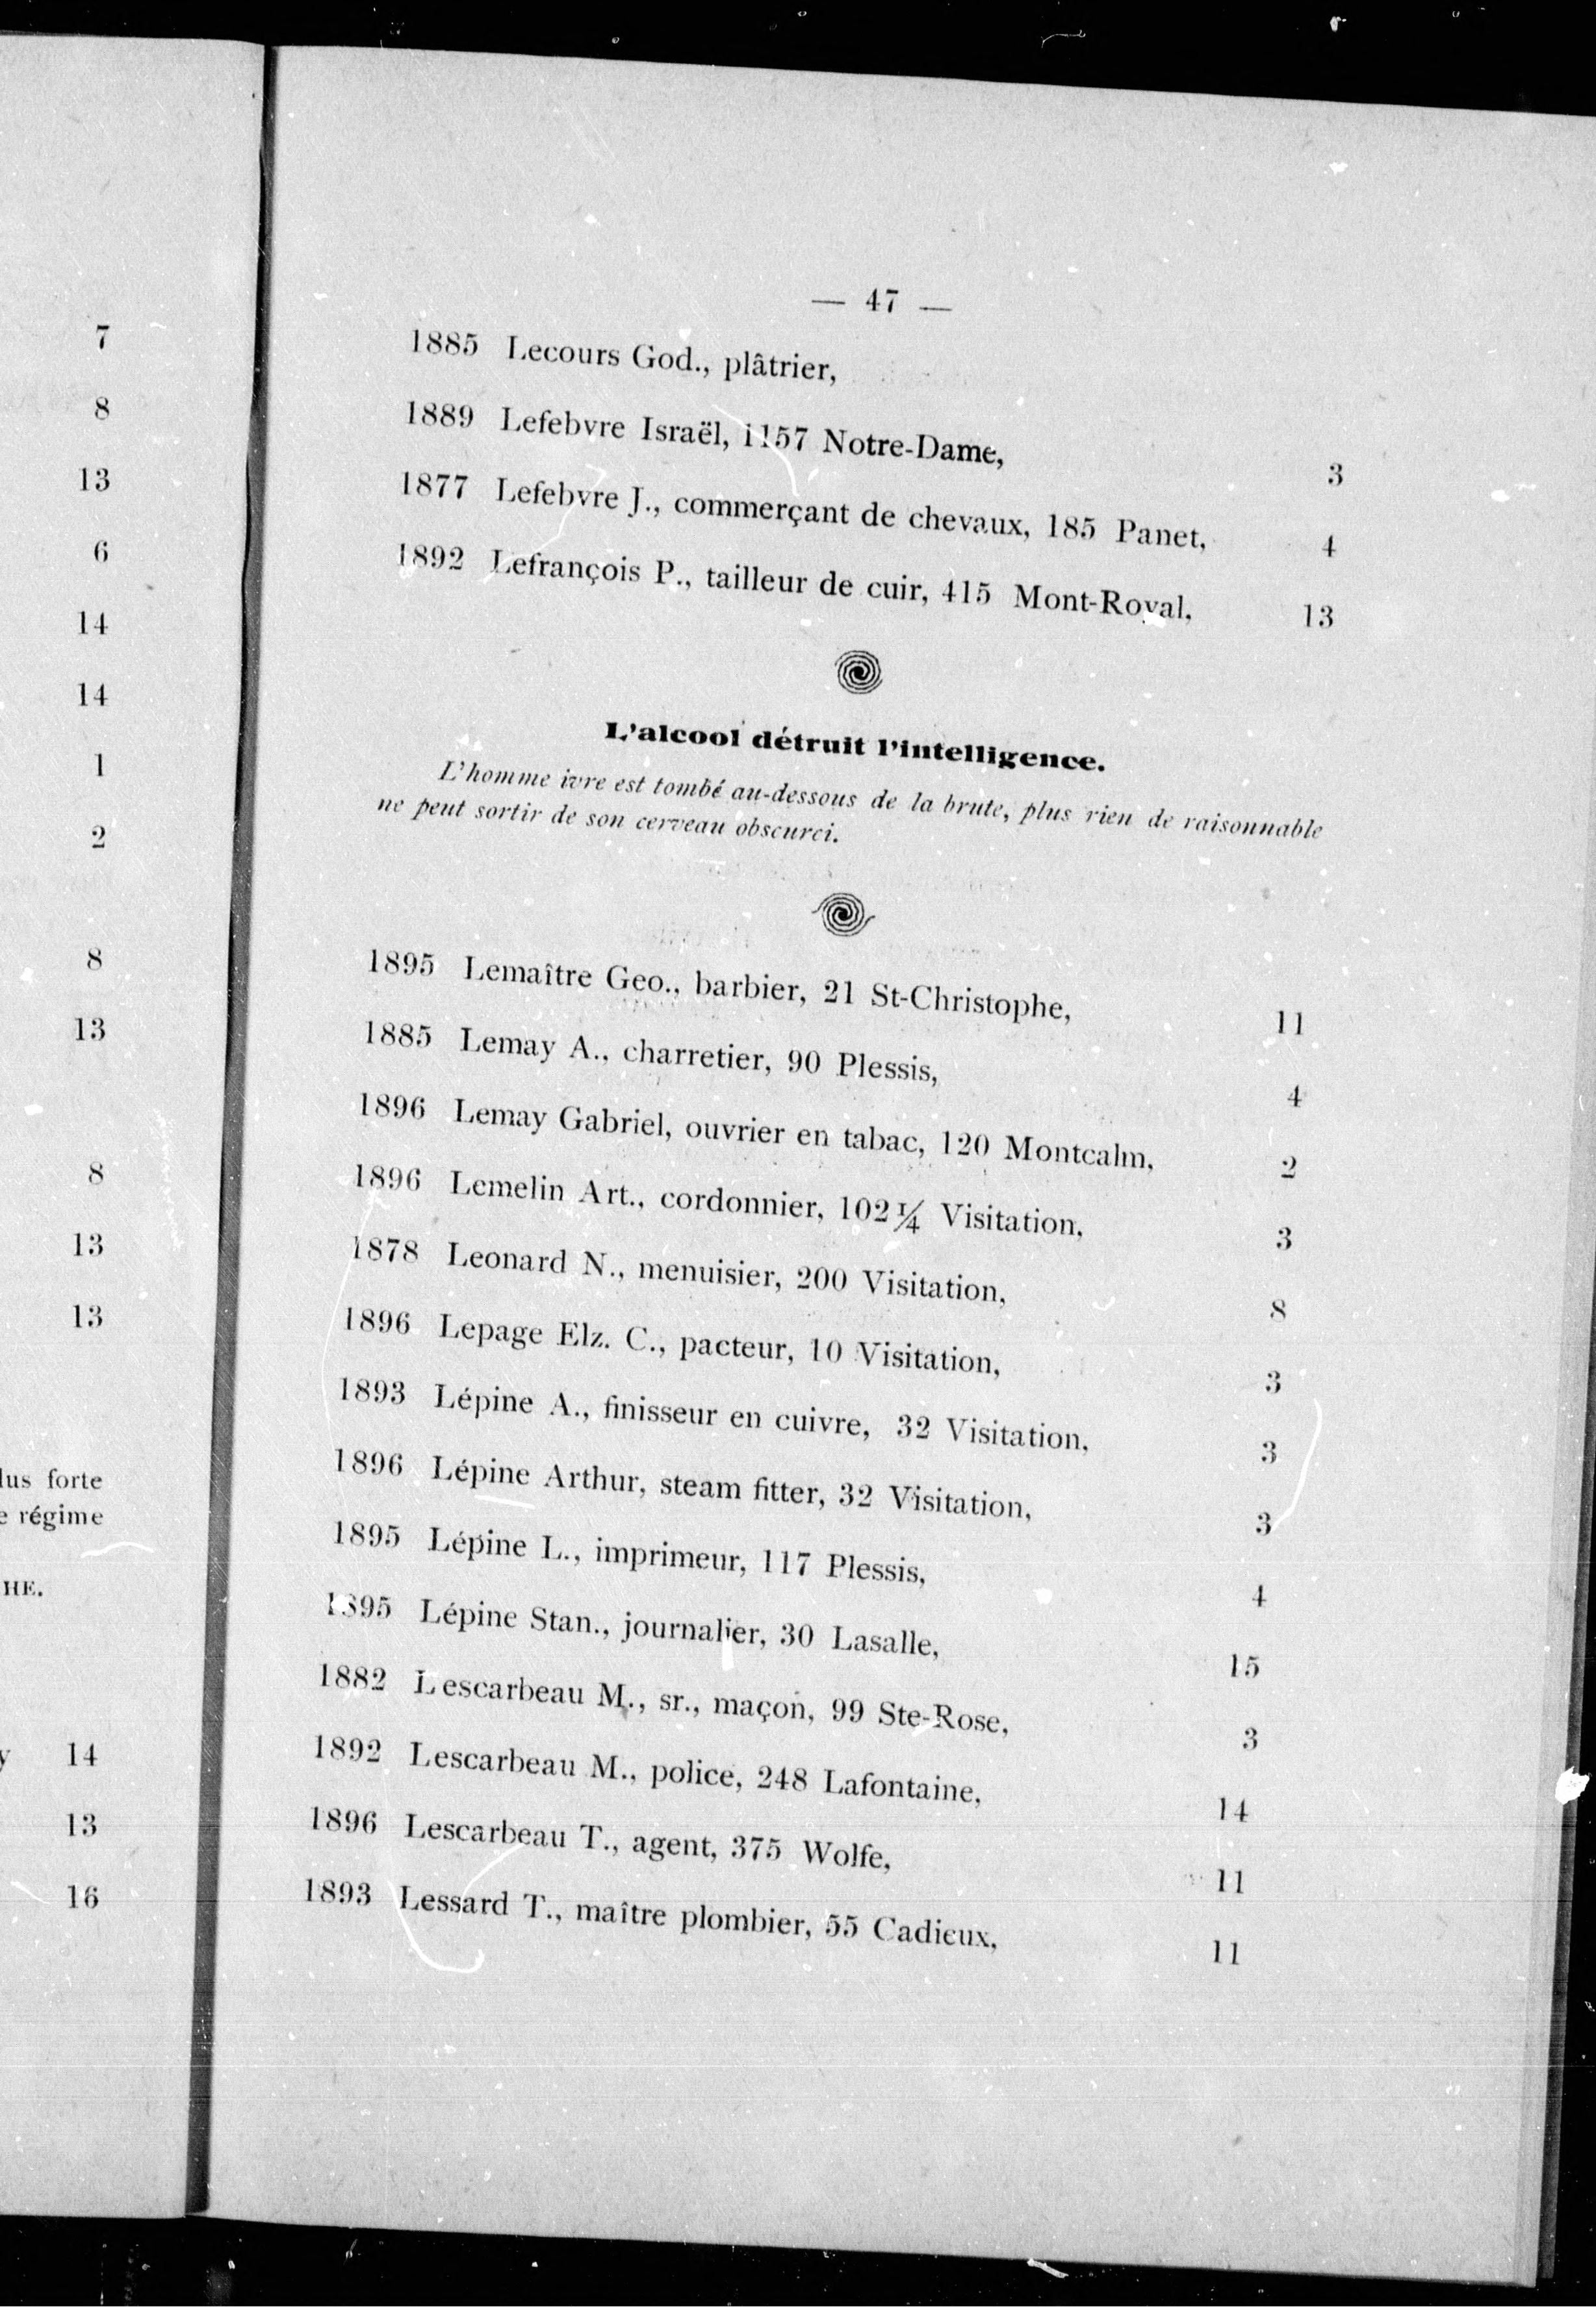 7
8
13
6
14
14
1
2
8
13
8
13
13
lus forte
e régime
HE.
y 14
13
16
— 47 —
1885 Lecours God., plâtrier,
1889 Lefebvre Israël, 1157 Notre-Dame, 3
1877 Lefebvre J., commerçant de chevaux, 185 Panet, 4
1892 Lefrançois P., tailleur de cuir, 415 Mont-Royal, 13
L'alcool détruit l'intelligence.
L'homme ivre est tombé au-dessous de la brute, plus rien de raisonnable
ne peut sortir de son cerveau obscurci.
1895 Lemaître Geo., barbier, 21 St-Christophe, 11
1885 Lemay A., charretier, 90 Plessis, 4
1896 Lemay Gabriel, ouvrier en tabac, 120 Montcalm, 2
1896 Lemelin Art., cordonnier, 102¼ Visitation, 3
1878 Leonard N., menuisier, 200 Visitation, 8
1896 Lepage Elz. C., pacteur, 10 Visitation, 3
1893 Lépine A., finisseur en cuivre, 32 Visitation, 3
1896 Lépine Arthur, steam fitter, 32 Visitation, 3
1895 Lépine L., imprimeur, 117 Plessis, 4
1895 Lépine Stan., journalier, 30 Lasalle, 15
1882 Lescarbeau M., sr., maçon, 99 Ste-Rose, 3
1892 Lescarbeau M., police, 248 Lafontaine, 14
1896 Lescarbeau T., agent, 375 Wolfe, 11
1893 Lessard T., maître plombier, 55 Cadieux, 11